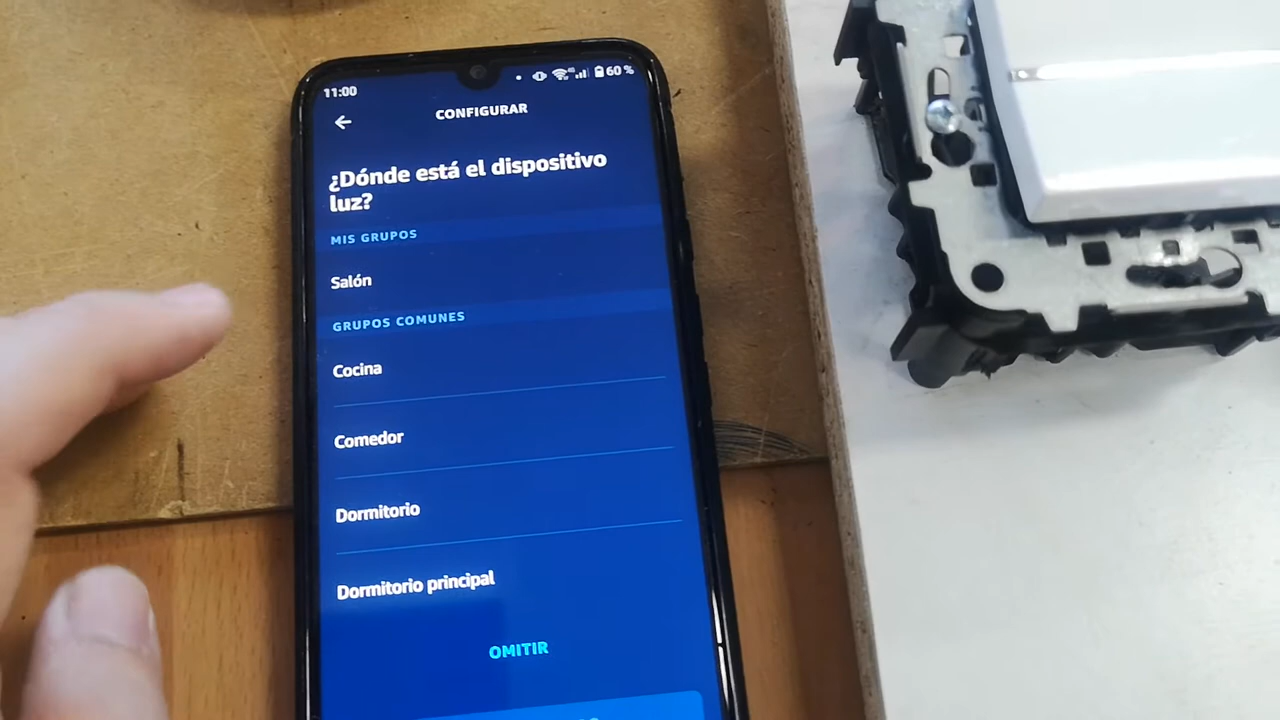 11:00
60 %
CONFIGURAR
¿Dónde está el dispositivo
luz?
MIS GRUPOS
Salón
GRUPOS COMUNES
Cocina
Comedor
Dormitorio
Dormitorio principal
OMITIR